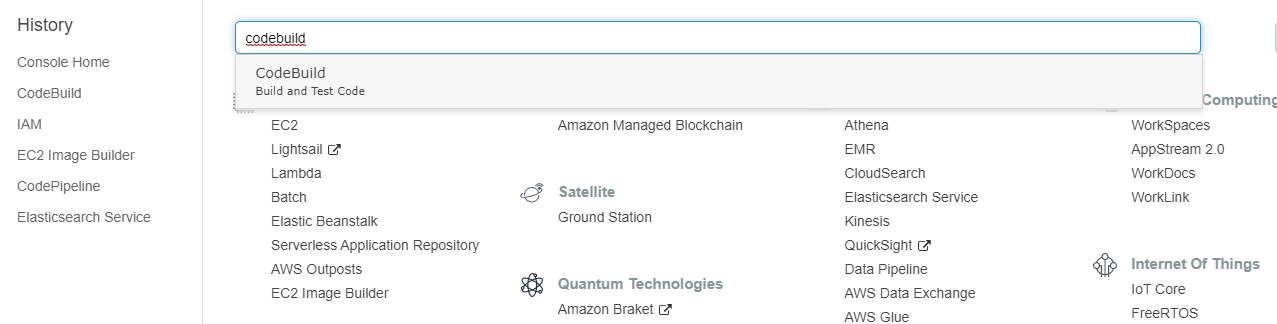 History
Console Home
CodeBuild
IAM
EC2 Image Builder
CodePipeline
Elasticsearch Service
codebuild
CodeBuild
Build and Test Code
EC2
Lightsail
Lambda
Batch
Elastic Beanstalk
Serverless Application Repository
AWS Outposts
EC2 Image Builder
Amazon Managed Blockchain
Satellite
Ground Station
Quantum Technologies
Amazon Braket
Athena
EMR
CloudSearch
Elasticsearch Service
Kinesis
QuickSight
Data Pipeline
AWS Data Exchange
AWS Glue
Computing
WorkSpaces
AppStream 2.0
WorkDocs
WorkLink
Internet Of Things
IoT Core
FreeRTOS